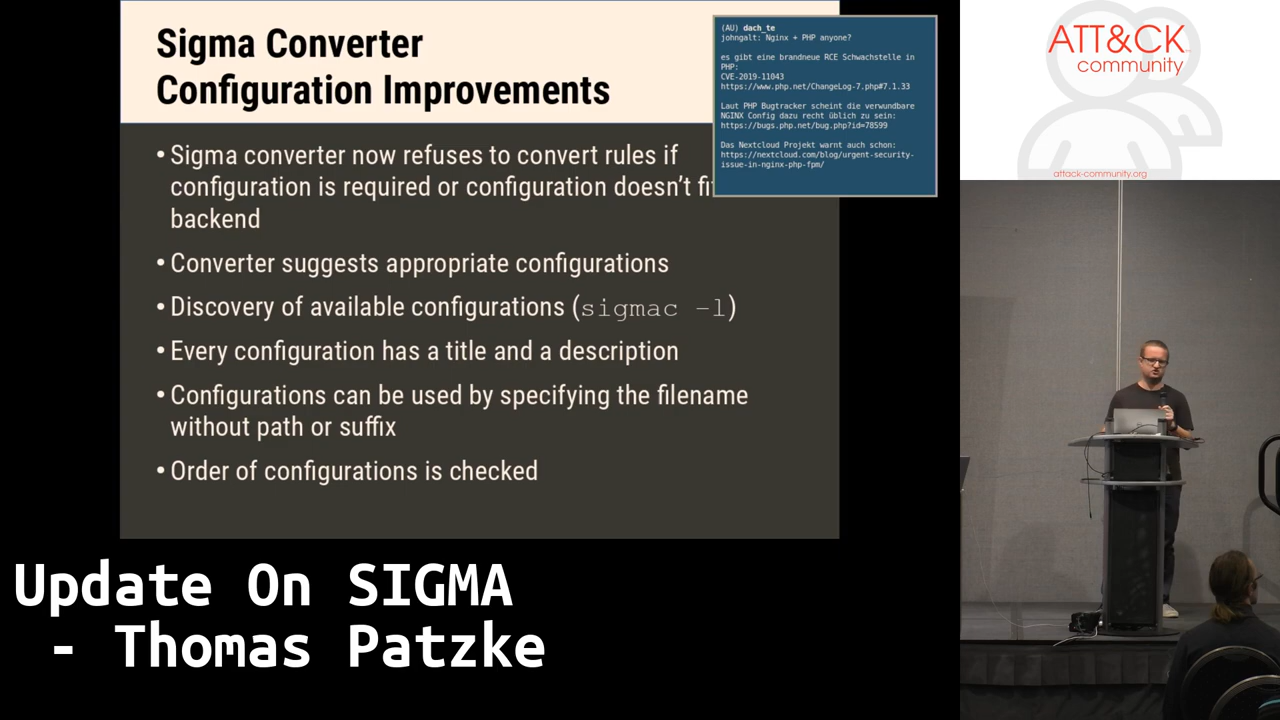 Sigma Converter
Configuration Improvements
• Sigma converter now refuses to convert rules if
configuration is required or configuration doesn’t
backend
• Converter suggests appropriate configurations
• Discovery of available configurations (sigmac –l)
• Every configuration has a title and a description
• Configurations can be used by specifying the filename
without path or suffix
• Order of configurations is checked
(AU) dach_te
johngalt: Nginx + PHP anyone?
es gibt eine brandneue RCE Schwachstelle in
PHP:
CVE-2019-11043
https://www.php.net/ChangeLog-7.php#7.1.33
Laut PHP Bugtracker scheint die verwundbare
NGINX Config dazu recht üblich zu sein:
https://bugs.php.net/bug.php?id=78599
Das Nextcloud Projekt warnt auch schon:
https://nextcloud.com/blog/urgent-security-
issue-in-nginx-php-fpm/
ATT&CK
community
attack-community.org
Update On SIGMA
- Thomas Patzke